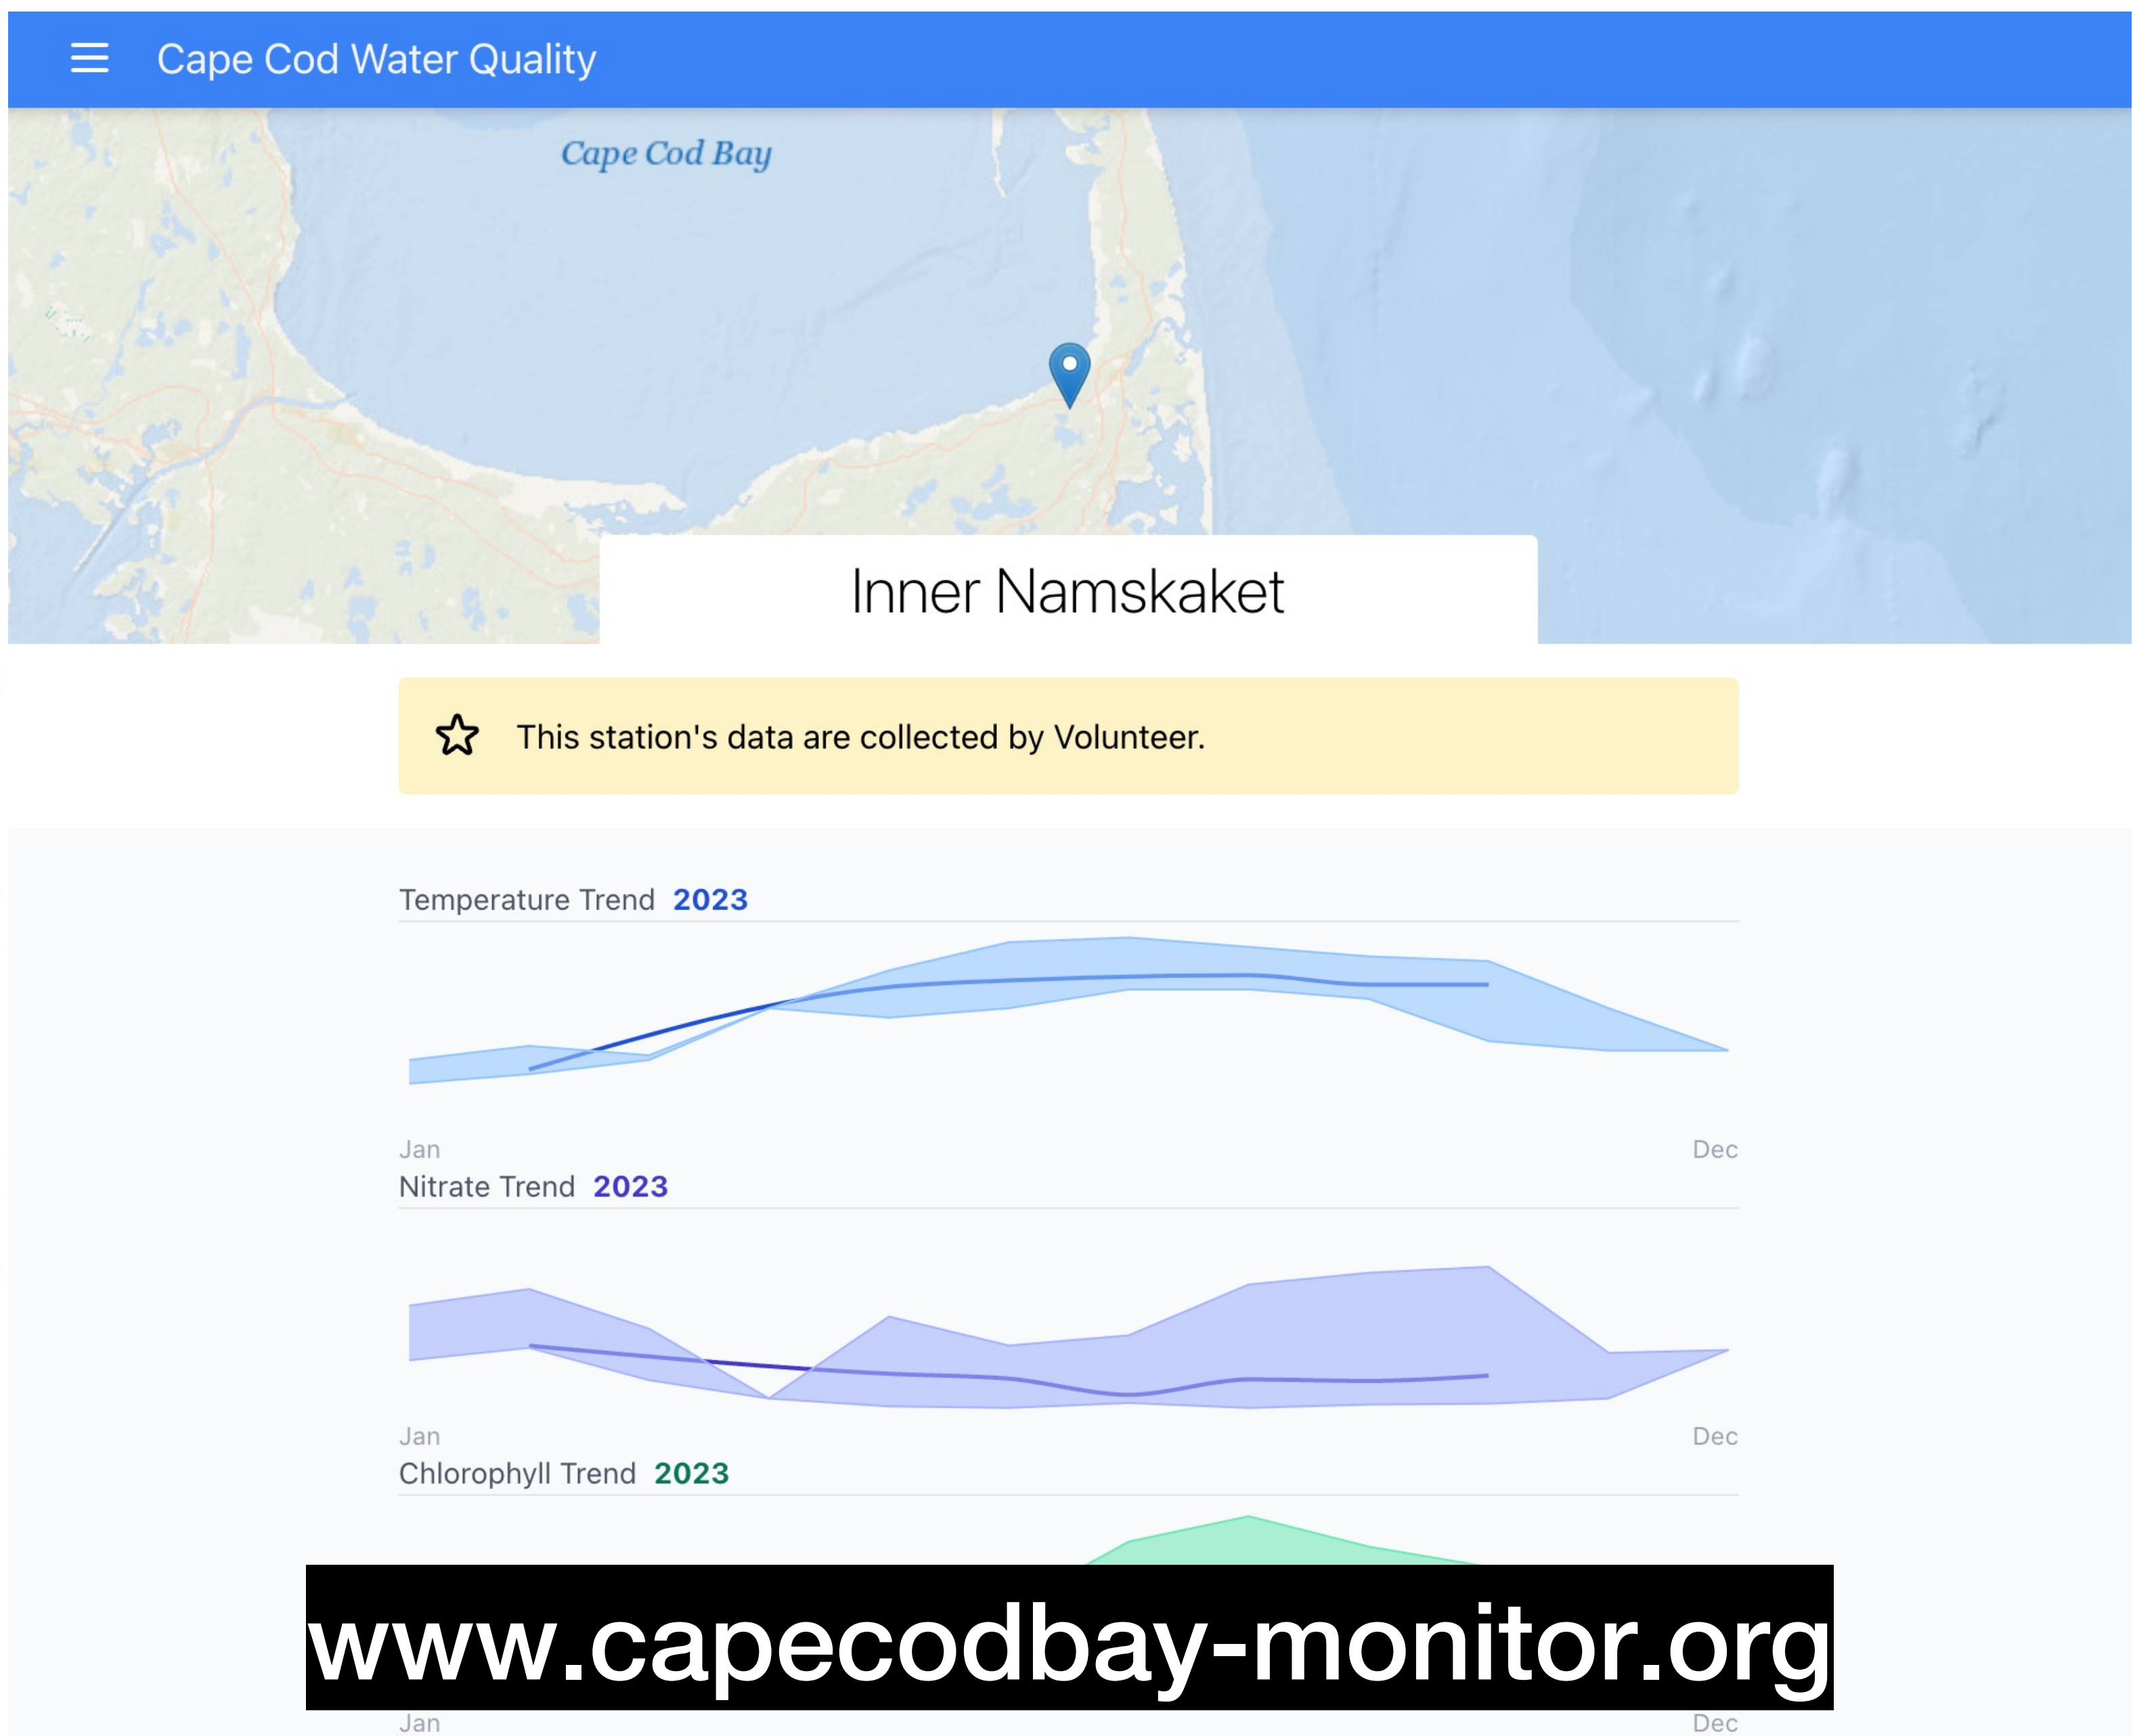 Cape Cod Water Quality
Cape Cod Bay
Inner Namskaket
This station's data are collected by Volunteer.
Temperature Trend 2023
Jan Dec
Nitrate Trend 2023
Jan Dec
Chlorophyll Trend 2023
www.capecodbay-monitor.org
Jan Dec